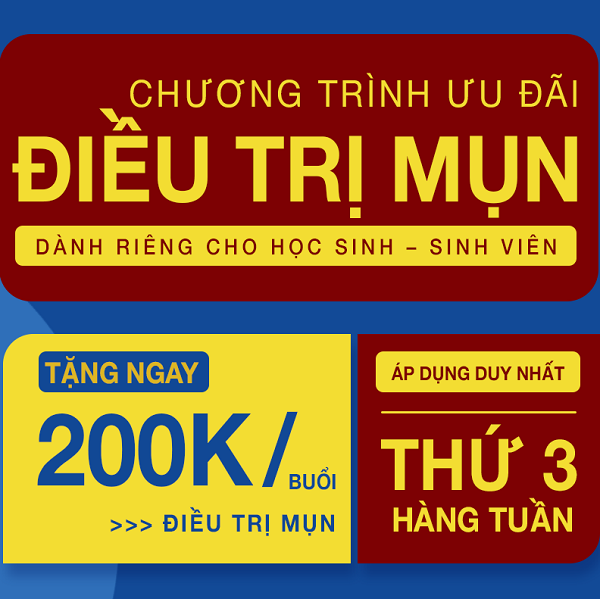 CHƯƠNG TRÌNH ƯU ĐÃI
ĐIỀU TRỊ MỤN
DÀNH RIÊNG CHO HỌC SINH – SINH VIÊN
TẶNG NGAY
200K/
BUỔI
>>> ĐIỀU TRỊ MỤN
ÁP DỤNG DUY NHẤT
THỨ 3
HÀNG TUẦN